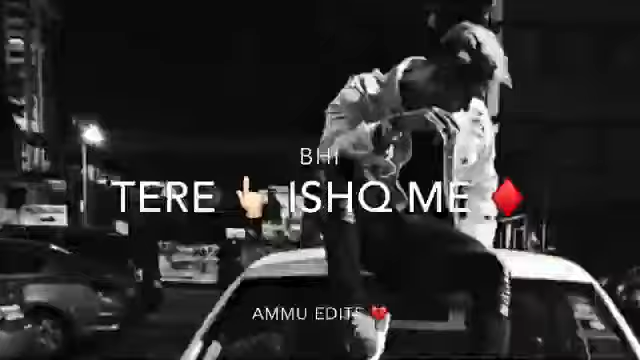 BHI
TERE 👆🏻 ISHQ ME ♦️
AMMU EDITS ❤️